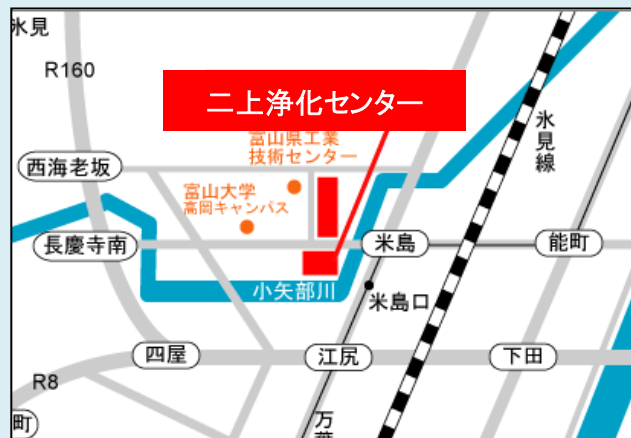 氷見
R160
二上浄化センター
富山県工業
技術センター
氷
見
線
西海老坂
富山大学
高岡キャンパス
長慶寺南
米島
能町
小矢部川
米島口
四屋
江尻
下田
R8
町
万